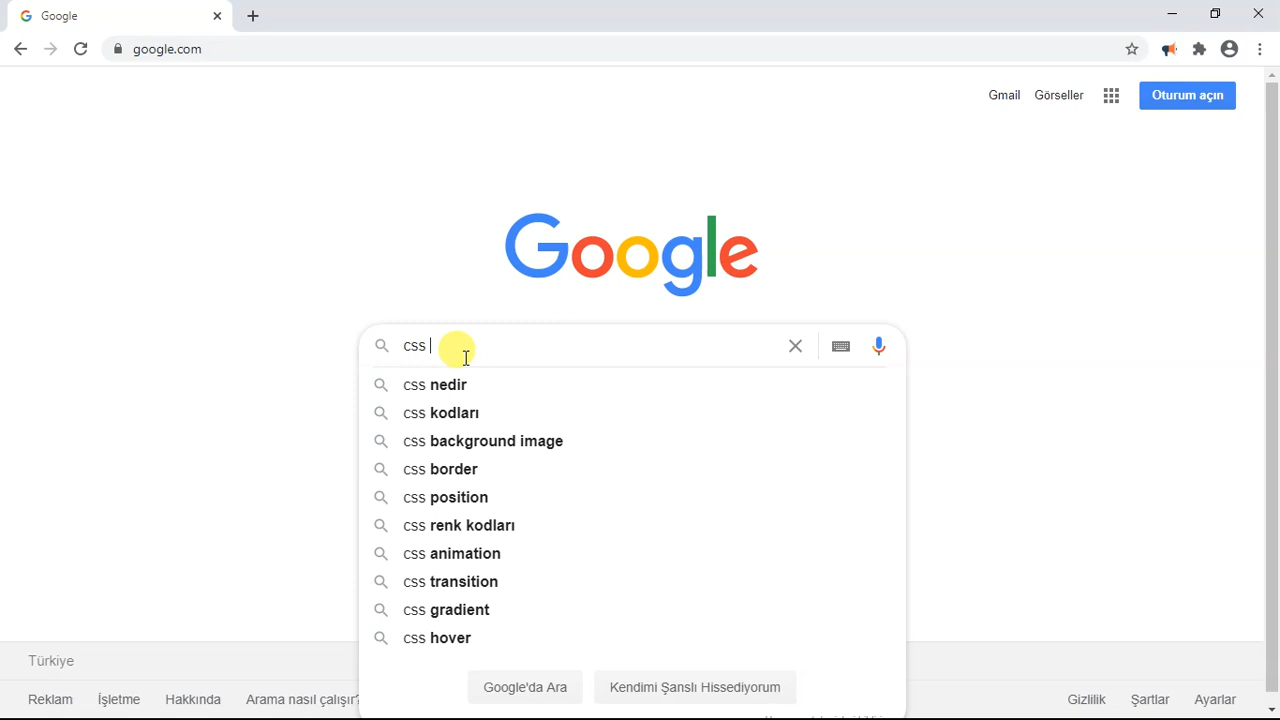 Google
google.com
Gmail Görseller Oturum açın
Google
css
css nedir
css kodları
css background image
css border
css position
css renk kodları
css animation
css transition
css gradient
css hover
Google'da Ara Kendimi Şanslı Hissediyorum
Türkiye
Reklam İşletme Hakkında Arama nasıl çalışır? Gizlilik Şartlar Ayarlar